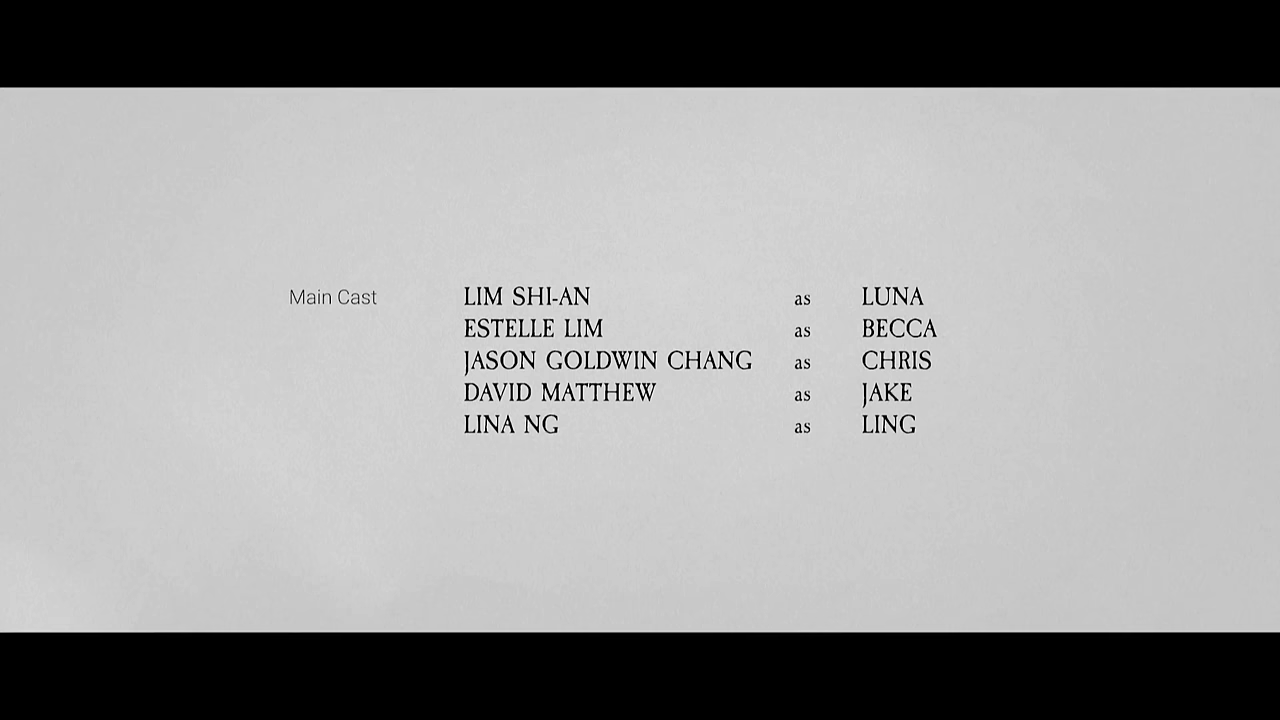 Main Cast LIM SHI-AN as LUNA
ESTELLE LIM as BECCA
JASON GOLDWIN CHANG as CHRIS
DAVID MATTHEW as JAKE
LINA NG as LING